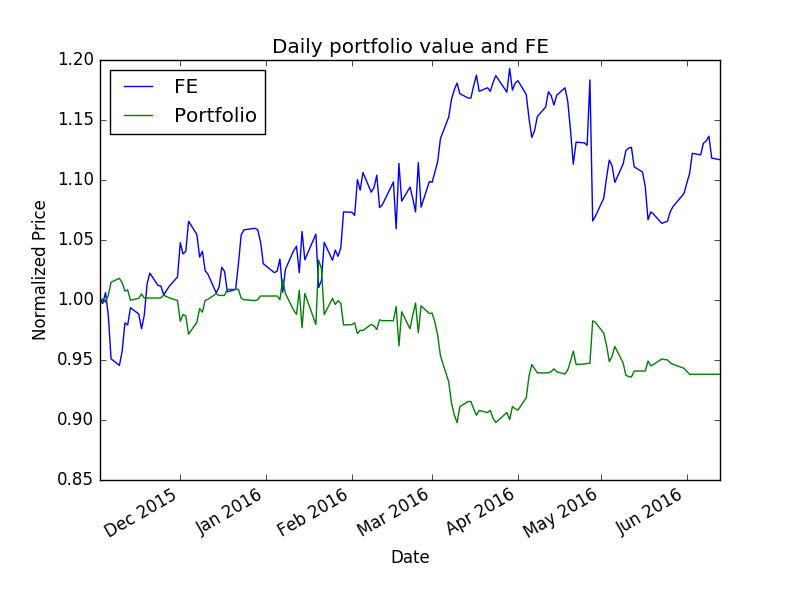 Daily portfolio value and FE
FE
Portfolio
Normalized Price
1.20
1.15
1.10
1.05
1.00
0.95
0.90
0.85
Dec 2015
Jan 2016
Feb 2016
Mar 2016
Apr 2016
May 2016
Jun 2016
Date